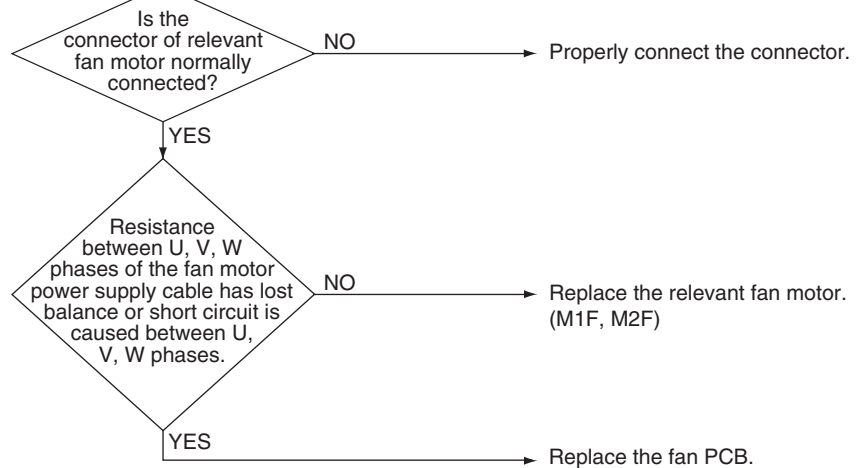 Is the
connector of relevant
fan motor normally
connected?
NO
Properly connect the connector.
YES
Resistance
between U, V, W
phases of the fan motor
power supply cable has lost
balance or short circuit is
caused between U,
V, W phases.
NO
Replace the relevant fan motor.
(M1F, M2F)
YES
Replace the fan PCB.